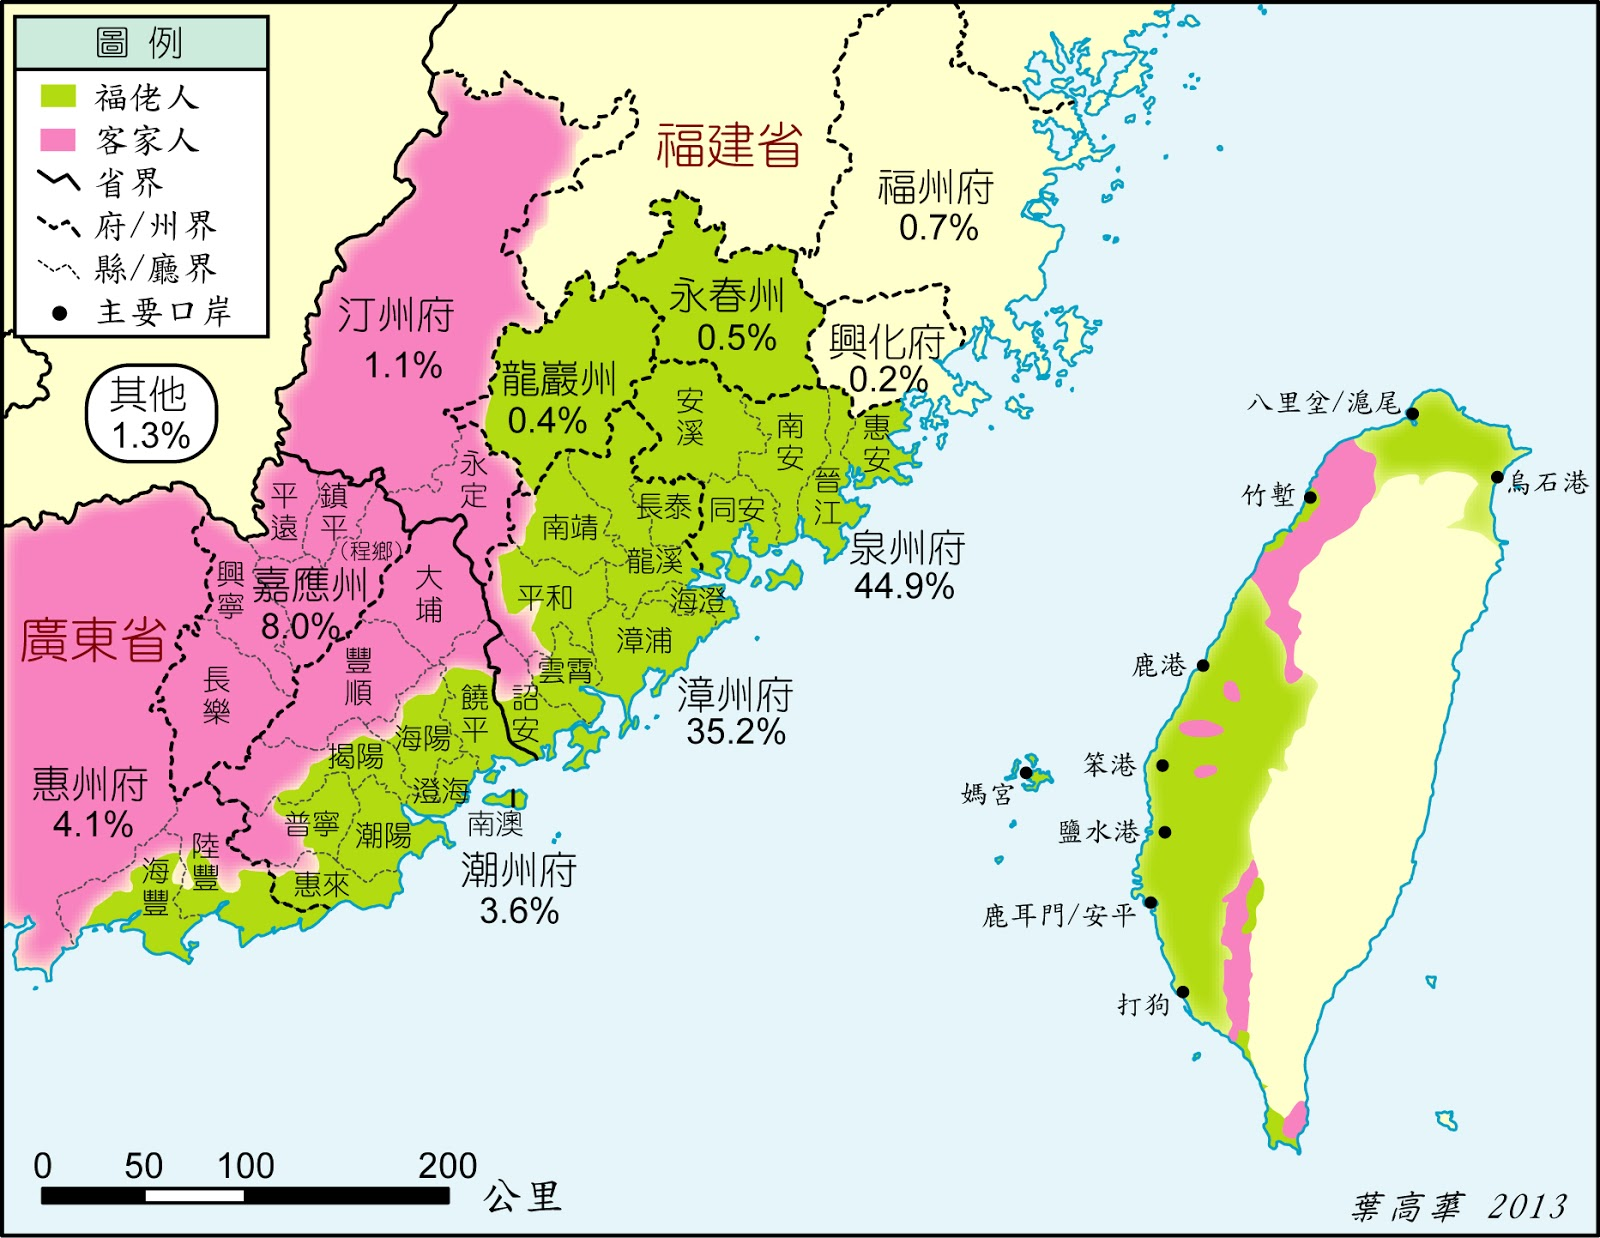 圖例
福佬人
客家人
省界
府/州界
縣/廳界
主要口岸
福建省
福州府
0.7%
汀州府
1.1%
永春州
0.5%
興化府
0.2%
龍巖州
0.4%
其他
1.3%
安溪
南安
惠安
晉江
永定
平遠
鎮平
(程鄉)
長泰
同安
南靖
龍溪
泉州府
44.9%
興寧
嘉應州
8.0%
大埔
平和
海澄
廣東省
漳浦
豐順
雲霄
長樂
饒平
詔安
漳州府
35.2%
海陽
揭陽
惠州府
4.1%
澄海
南澳
普寧
潮陽
陸豐
海豐
惠來
潮州府
3.6%
八里坌/滬尾
烏石港
竹塹
鹿港
笨港
媽宮
鹽水港
鹿耳門/安平
打狗
0 50 100 200 公里
葉高華 2013